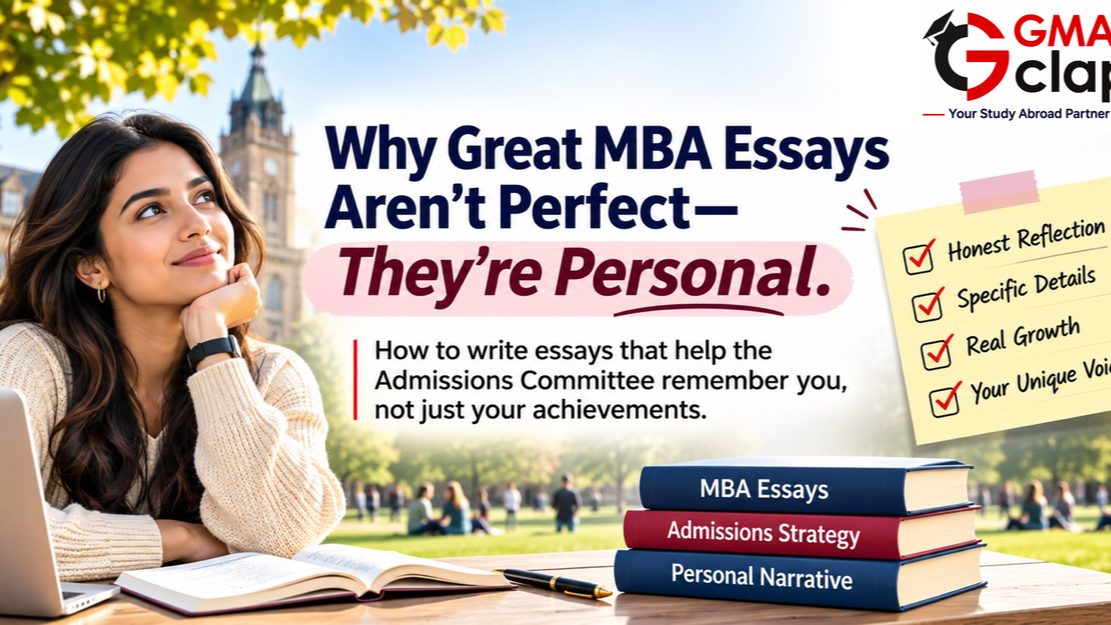 GMA
clap
Your Study Abroad Partner
Why Great MBA Essays
Aren't Perfect—
They're Personal.
How to write essays that help the
Admissions Committee remember you,
not just your achievements.
Honest Reflection
Specific Details
Real Growth
Your Unique Voi
MBA Essays
Admissions Strategy
Personal Narrative